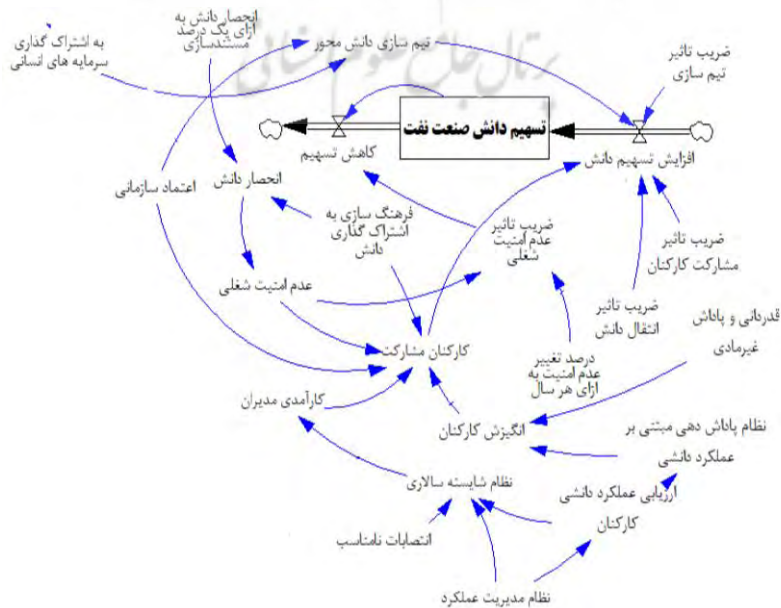 انحصار دانش به
ازای یک درصد
مستندسازی
به اشتراک گذاری
سرمایه های انسانی
تیم سازی دانش محور
ضریب تاثیر
تیم سازی
پرتال جامع علوم انسانی
تسهیم دانش صنعت نفت
کاهش تسهیم
افزایش تسهیم دانش
اعتماد سازمانی
انحصار دانش
فرهنگ سازی به
اشتراک گذاری
دانش
ضریب تاثیر
عدم امنیت
شغلی
ضریب تاثیر
مشارکت کارکنان
عدم امنیت شغلی
ضریب تاثیر
انتقال دانش
قدردانی و پاداش
غیرمادی
کارکنان مشارکت
درصد تغییر
عدم امنیت به
ازای هر سال
کارآمدی مدیران
انگیزش کارکنان
نظام پاداش دهی مبتنی بر
عملکرد دانشی
نظام شایسته سالاری
ارزیابی عملکرد دانشی
کارکنان
انتصابات نامناسب
نظام مدیریت عملکرد